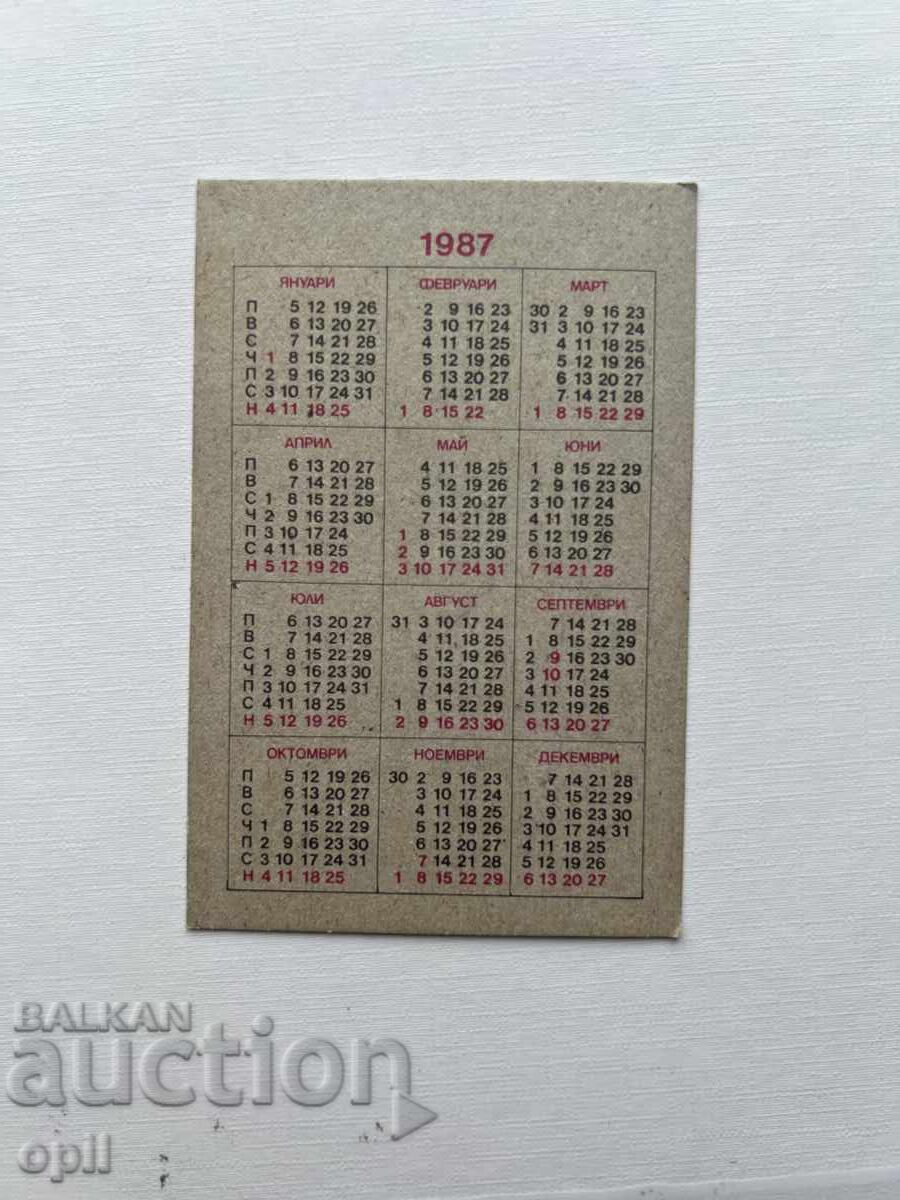 1987
ЯНУАРИ ФЕВРУАРИ МАРТ
П 5 12 19 26 2 9 16 23 30 2 9 16 23
В 6 13 20 27 3 10 17 24 31 3 10 17 24
С 7 14 21 28 4 11 18 25 4 11 18 25
Ч 1 8 15 22 29 5 12 19 26 5 12 19 26
П 2 9 16 23 30 6 13 20 27 6 13 20 27
С 3 10 17 24 31 7 14 21 28 7 14 21 28
Н 4 11 18 25 1 8 15 22 1 8 15 22 29
АПРИЛ МАЙ ЮНИ
П 6 13 20 27 4 11 18 25 1 8 15 22 29
В 7 14 21 28 5 12 19 26 2 9 16 23 30
С 1 8 15 22 29 6 13 20 27 3 10 17 24
Ч 2 9 16 23 30 7 14 21 28 4 11 18 25
П 3 10 17 24 1 8 15 22 29 5 12 19 26
С 4 11 18 25 2 9 16 23 30 6 13 20 27
Н 5 12 19 26 3 10 17 24 31 7 14 21 28
ЮЛИ АВГУСТ СЕПТЕМВРИ
П 6 13 20 27 31 3 10 17 24 7 14 21 28
В 7 14 21 28 4 11 18 25 1 8 15 22 29
С 1 8 15 22 29 5 12 19 26 2 9 16 23 30
Ч 2 9 16 23 30 6 13 20 27 3 10 17 24
П 3 10 17 24 31 7 14 21 28 4 11 18 25
С 4 11 18 25 1 8 15 22 29 5 12 19 26
Н 5 12 19 26 2 9 16 23 30 6 13 20 27
ОКТОМВРИ НОЕМВРИ ДЕКЕМВРИ
П 5 12 19 26 30 2 9 16 23 7 14 21 28
В 6 13 20 27 3 10 17 24 1 8 15 22 29
С 7 14 21 28 4 11 18 25 2 9 16 23 30
Ч 1 8 15 22 29 5 12 19 26 3 10 17 24 31
П 2 9 16 23 30 6 13 20 27 4 11 18 25
С 3 10 17 24 31 7 14 21 28 5 12 19 26
Н 4 11 18 25 1 8 15 22 29 6 13 20 27
BALKAN
auction
opll